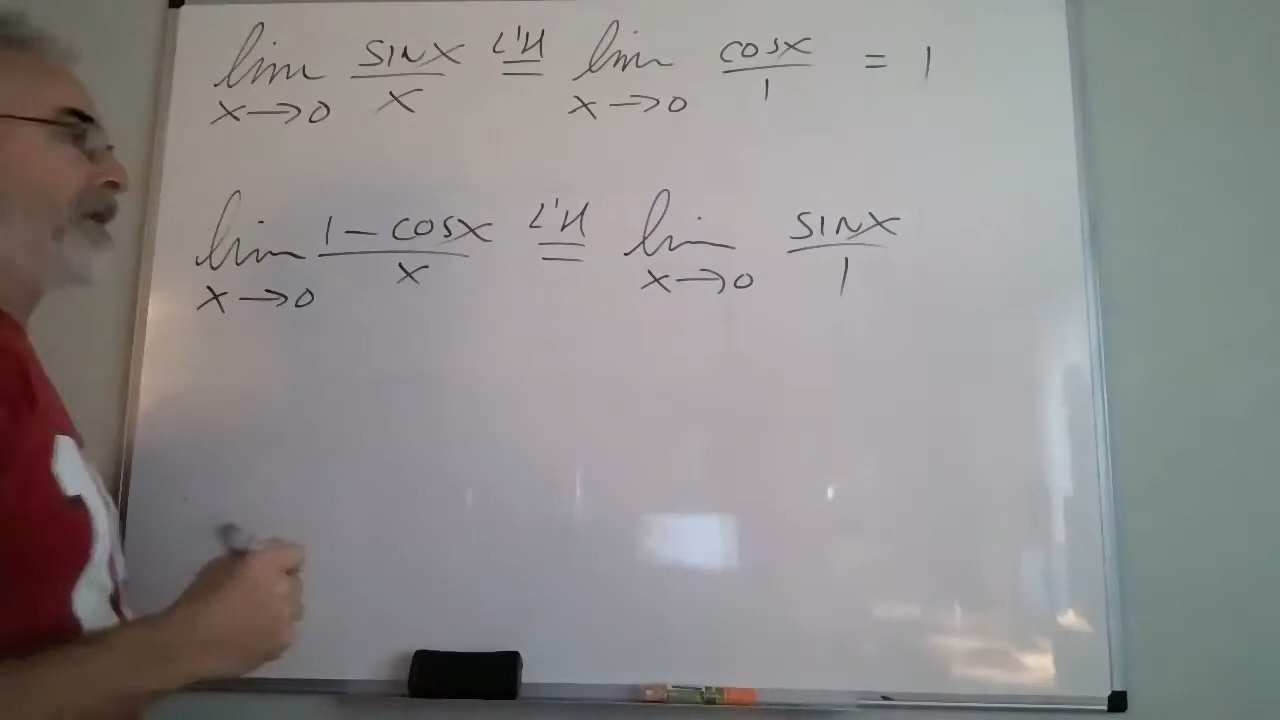 lim sinx/x L'H= lim cosx/1 = 1
x→0 x→0
lim 1-cosx/x L'H= lim sinx/1
x→0 x→0